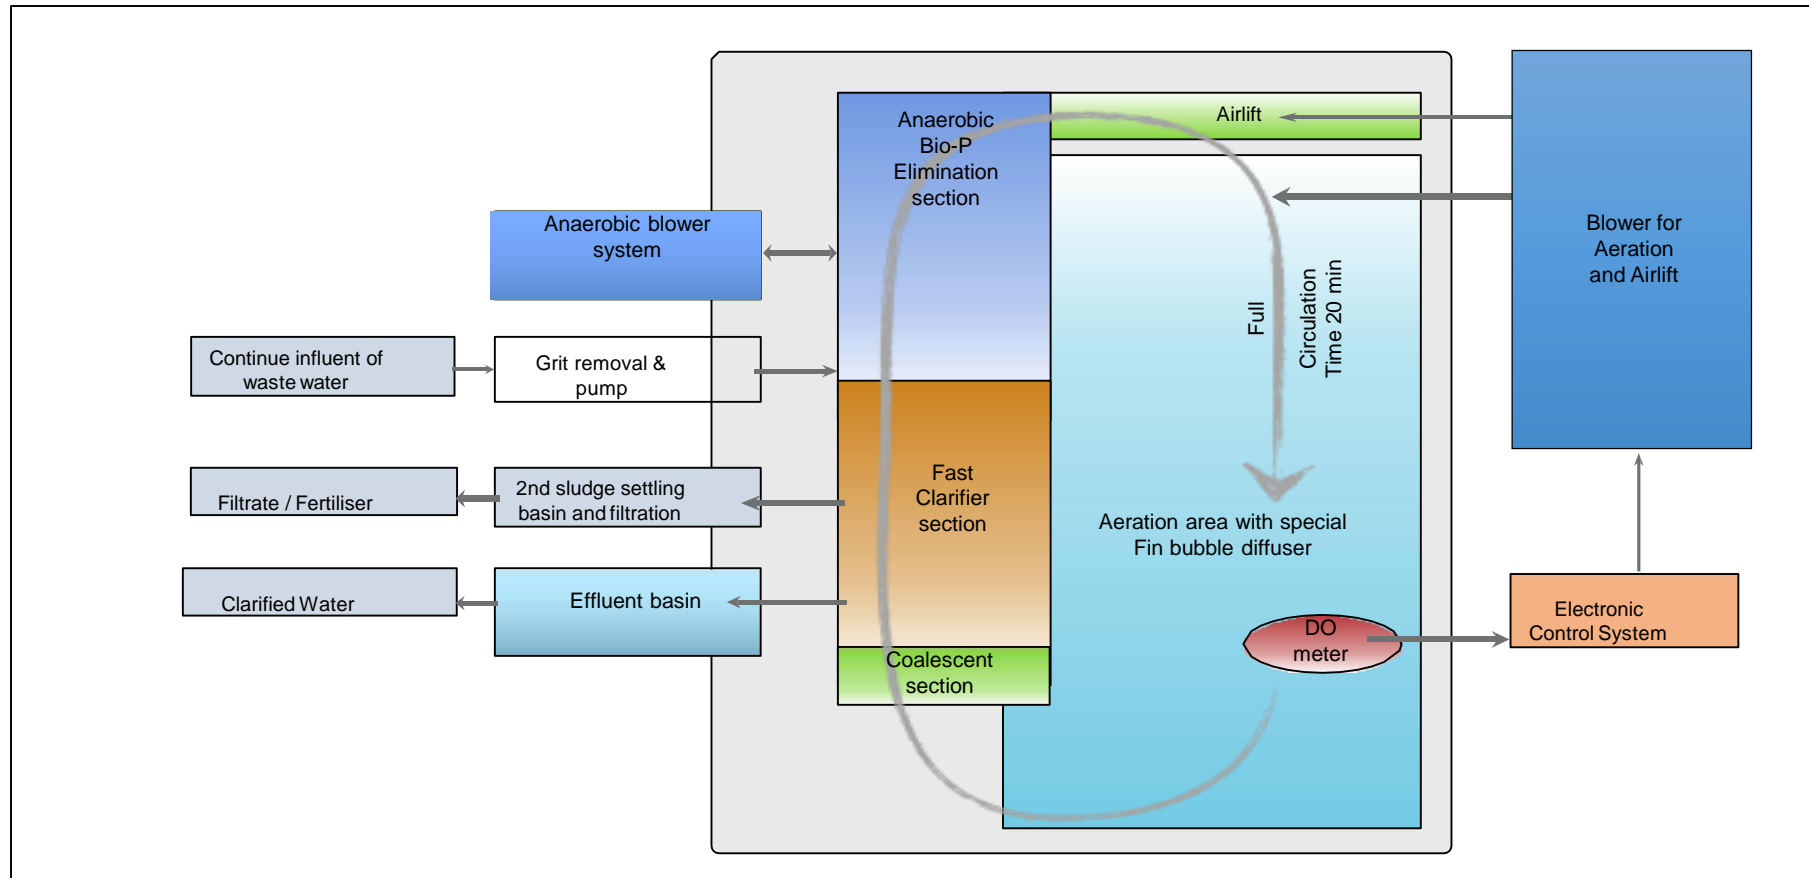 Anaerobic
Bio-P
Elimination
section
Airlift
Blower for
Aeration
and Airlift
Anaerobic blower
system
Full
Circulation
Time 20 min
Continue influent of
waste water
Grit removal &
pump
Fast
Clarifier
section
Filtrate / Fertiliser
2nd sludge settling
basin and filtration
Aeration area with special
Fin bubble diffuser
Clarified Water
Effluent basin
DO
meter
Electronic
Control System
Coalescent
section